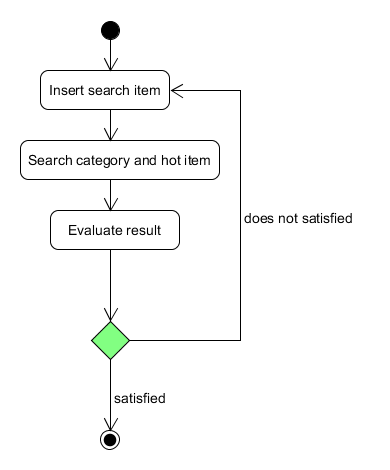 Insert search item
Search category and hot item
Evaluate result
does not satisfied
satisfied